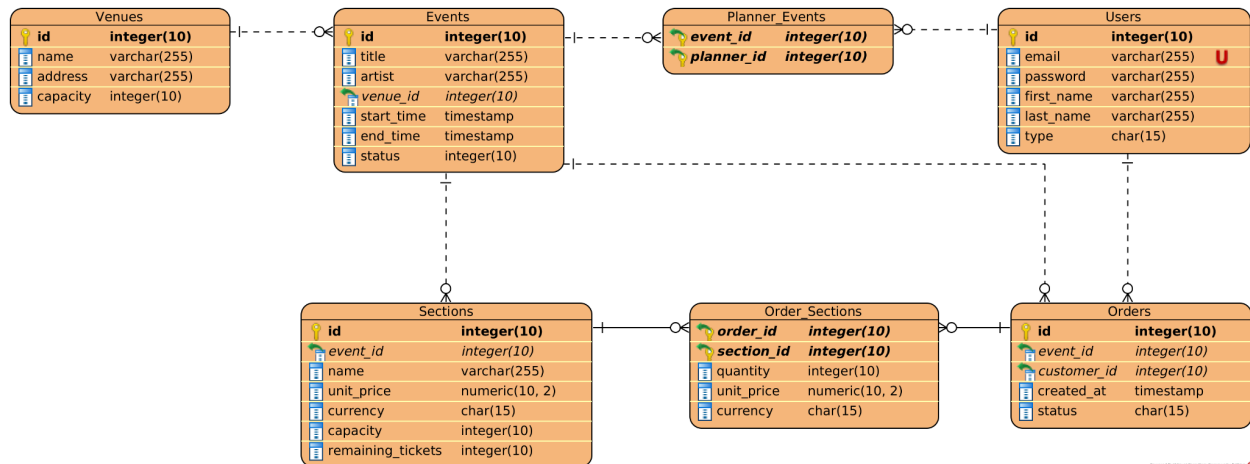 Venues
id integer(10)
name varchar(255)
address varchar(255)
capacity integer(10)
Events
id integer(10)
title varchar(255)
artist varchar(255)
venue_id integer(10)
start_time timestamp
end_time timestamp
status integer(10)
Planner_Events
event_id integer(10)
planner_id integer(10)
Users
id integer(10)
email varchar(255) U
password varchar(255)
first_name varchar(255)
last_name varchar(255)
type char(15)
Sections
id integer(10)
event_id integer(10)
name varchar(255)
unit_price numeric(10, 2)
currency char(15)
capacity integer(10)
remaining_tickets integer(10)
Order_Sections
order_id integer(10)
section_id integer(10)
quantity integer(10)
unit_price numeric(10, 2)
currency char(15)
Orders
id integer(10)
event_id integer(10)
customer_id integer(10)
created_at timestamp
status char(15)